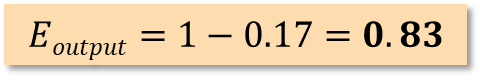 E_output = 1 − 0.17 = 0.83